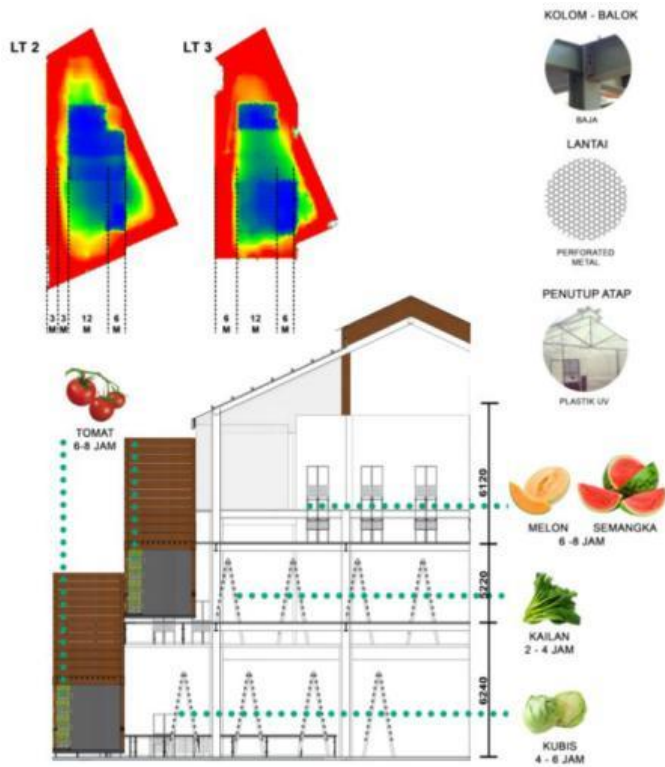 LT 2
LT 3
3 M
3 M
12 M
6 M
6 M
12 M
6 M
KOLOM - BALOK
BAJA
LANTAI
PERFORATED
METAL
PENUTUP ATAP
PLASTIK UV
TOMAT
6-8 JAM
6120
MELON
SEMANGKA
6 -8 JAM
5220
KAILAN
2 - 4 JAM
6240
KUBIS
4 - 6 JAM